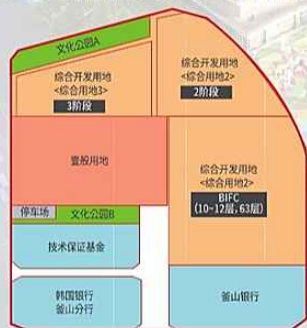 文化公园A
综合开发用地
<综合用地3>
3阶段
综合开发用地
<综合用地2>
2阶段
壹般用地
综合开发用地
<综合用地2>
BIFC
(10~12层, 63层)
停车场
文化公园B
技术保证基金
韩国银行
釜山分行
釜山银行